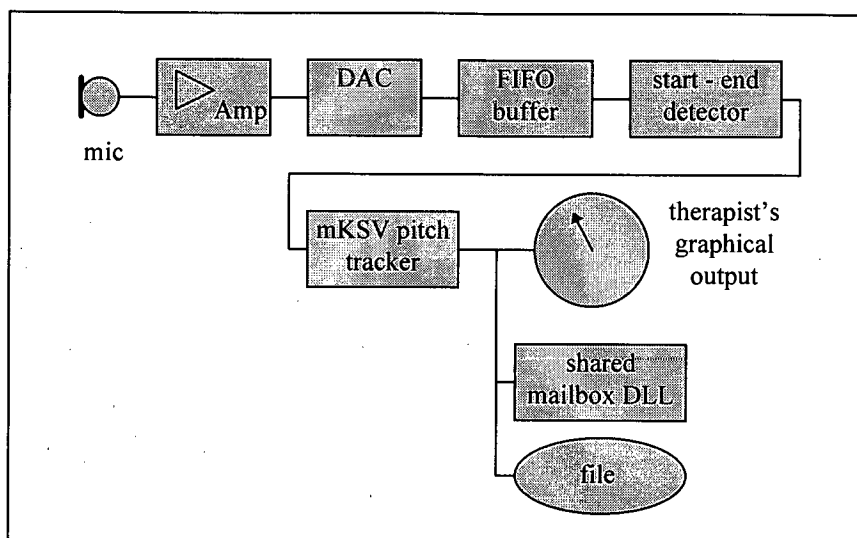 mic
Amp
DAC
FIFO
buffer
start - end
detector
mKSV pitch
tracker
therapist's
graphical
output
shared
mailbox DLL
file